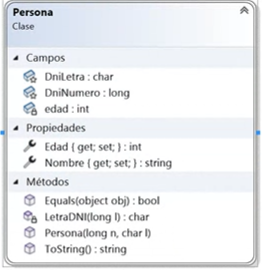 Persona
Clase
Campos
DniLetra : char
DniNumero : long
edad : int
Propiedades
Edad { get; set; } : int
Nombre { get; set; } : string
Métodos
Equals(object obj) : bool
LetraDNI(long l) : char
Persona(long n, char l)
ToString() : string